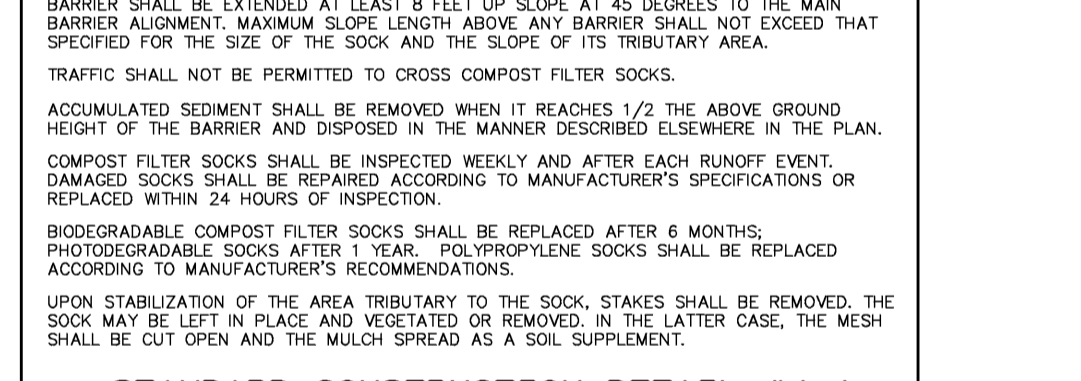 BARRIER SHALL BE EXTENDED AT LEAST 8 FEET UP SLOPE AT 45 DEGREES TO THE MAIN
BARRIER ALIGNMENT. MAXIMUM SLOPE LENGTH ABOVE ANY BARRIER SHALL NOT EXCEED THAT
SPECIFIED FOR THE SIZE OF THE SOCK AND THE SLOPE OF ITS TRIBUTARY AREA.
TRAFFIC SHALL NOT BE PERMITTED TO CROSS COMPOST FILTER SOCKS.
ACCUMULATED SEDIMENT SHALL BE REMOVED WHEN IT REACHES 1/2 THE ABOVE GROUND
HEIGHT OF THE BARRIER AND DISPOSED IN THE MANNER DESCRIBED ELSEWHERE IN THE PLAN.
COMPOST FILTER SOCKS SHALL BE INSPECTED WEEKLY AND AFTER EACH RUNOFF EVENT.
DAMAGED SOCKS SHALL BE REPAIRED ACCORDING TO MANUFACTURER'S SPECIFICATIONS OR
REPLACED WITHIN 24 HOURS OF INSPECTION.
BIODEGRADABLE COMPOST FILTER SOCKS SHALL BE REPLACED AFTER 6 MONTHS;
PHOTODEGRADABLE SOCKS AFTER 1 YEAR. POLYPROPYLENE SOCKS SHALL BE REPLACED
ACCORDING TO MANUFACTURER'S RECOMMENDATIONS.
UPON STABILIZATION OF THE AREA TRIBUTARY TO THE SOCK, STAKES SHALL BE REMOVED. THE
SOCK MAY BE LEFT IN PLACE AND VEGETATED OR REMOVED. IN THE LATTER CASE, THE MESH
SHALL BE CUT OPEN AND THE MULCH SPREAD AS A SOIL SUPPLEMENT.